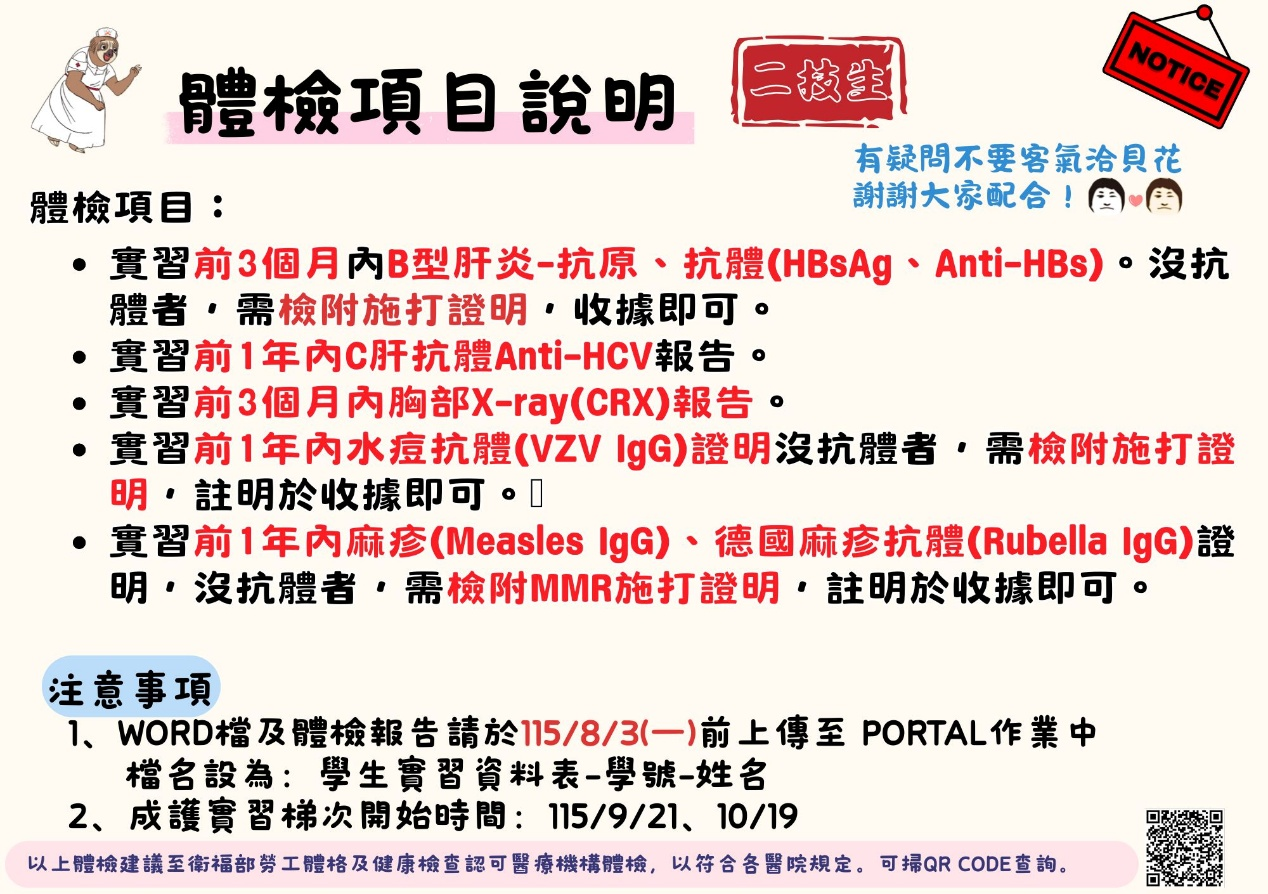 體檢項目說明
二技生
NOTICE
有疑問不要客氣洽貝花
謝謝大家配合！
體檢項目：
• 實習前3個月內B型肝炎-抗原、抗體(HBsAg、Anti-HBs)。沒抗
體者，需檢附施打證明，收據即可。
• 實習前1年內C肝抗體Anti-HCV報告。
• 實習前3個月內胸部X-ray(CRX)報告。
• 實習前1年內水痘抗體(VZV IgG)證明沒抗體者，需檢附施打證
明，註明於收據即可。
• 實習前1年內麻疹(Measles IgG)、德國麻疹抗體(Rubella IgG)證
明，沒抗體者，需檢附MMR施打證明，註明於收據即可。
注意事項
1、WORD檔及體檢報告請於115/8/3(一)前上傳至 PORTAL作業中
檔名設為：學生實習資料表-學號-姓名
2、成護實習梯次開始時間：115/9/21、10/19
以上體檢建議至衛福部勞工體格及健康檢查認可醫療機構體檢，以符合各醫院規定。可掃QR CODE查詢。